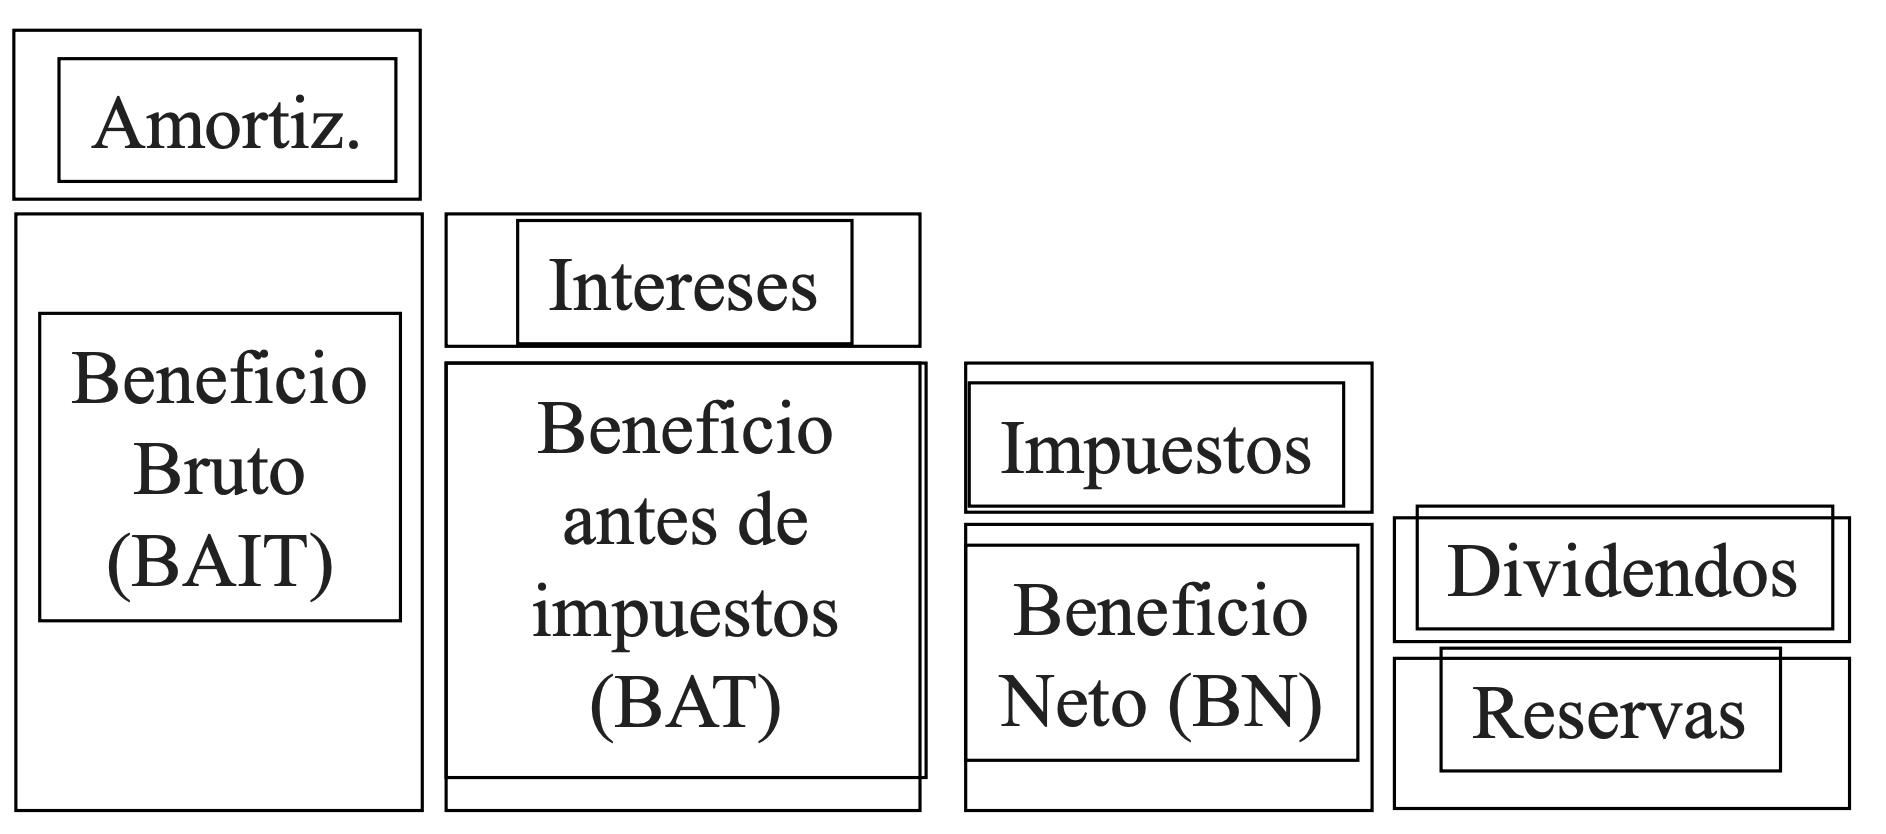 Amortiz.
Beneficio
Bruto
(BAIT)
Intereses
Beneficio
antes de
impuestos
(BAT)
Impuestos
Beneficio
Neto (BN)
Dividendos
Reservas